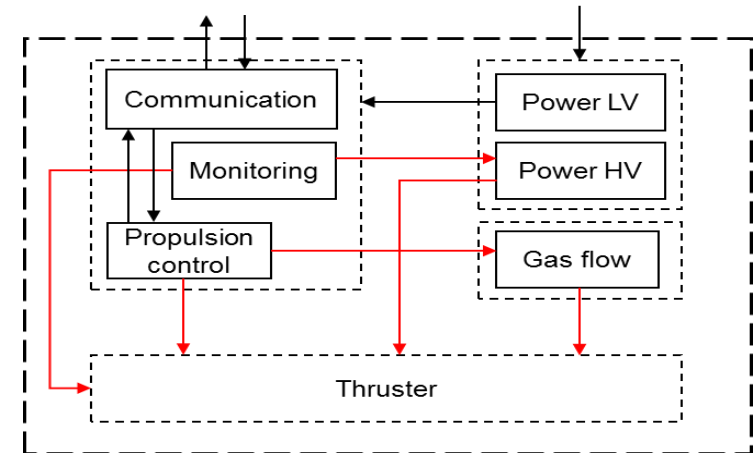 Communication
Power LV
Monitoring
Power HV
Propulsion
control
Gas flow
Thruster